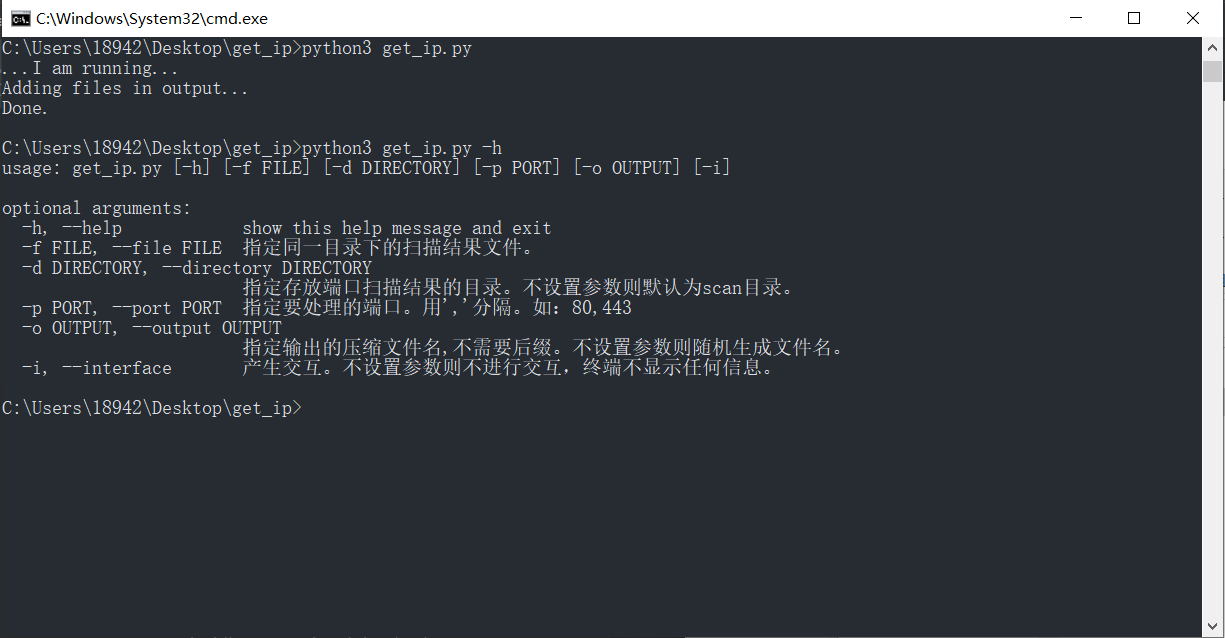 C:\Windows\System32\cmd.exe
C:\Users\18942\Desktop\get_ip>python3 get_ip.py
...I am running...
Adding files in output...
Done.
C:\Users\18942\Desktop\get_ip>python3 get_ip.py -h
usage: get_ip.py [-h] [-f FILE] [-d DIRECTORY] [-p PORT] [-o OUTPUT] [-i]
optional arguments:
-h, --help show this help message and exit
-f FILE, --file FILE 指定同一目录下的扫描结果文件。
-d DIRECTORY, --directory DIRECTORY
指定存放端口扫描结果的目录。不设置参数则默认为scan目录。
-p PORT, --port PORT 指定要处理的端口。用','分隔。如：80,443
-o OUTPUT, --output OUTPUT
指定输出的压缩文件名,不需要后缀。不设置参数则随机生成文件名。
-i, --interface 产生交互。不设置参数则不进行交互，终端不显示任何信息。
C:\Users\18942\Desktop\get_ip>